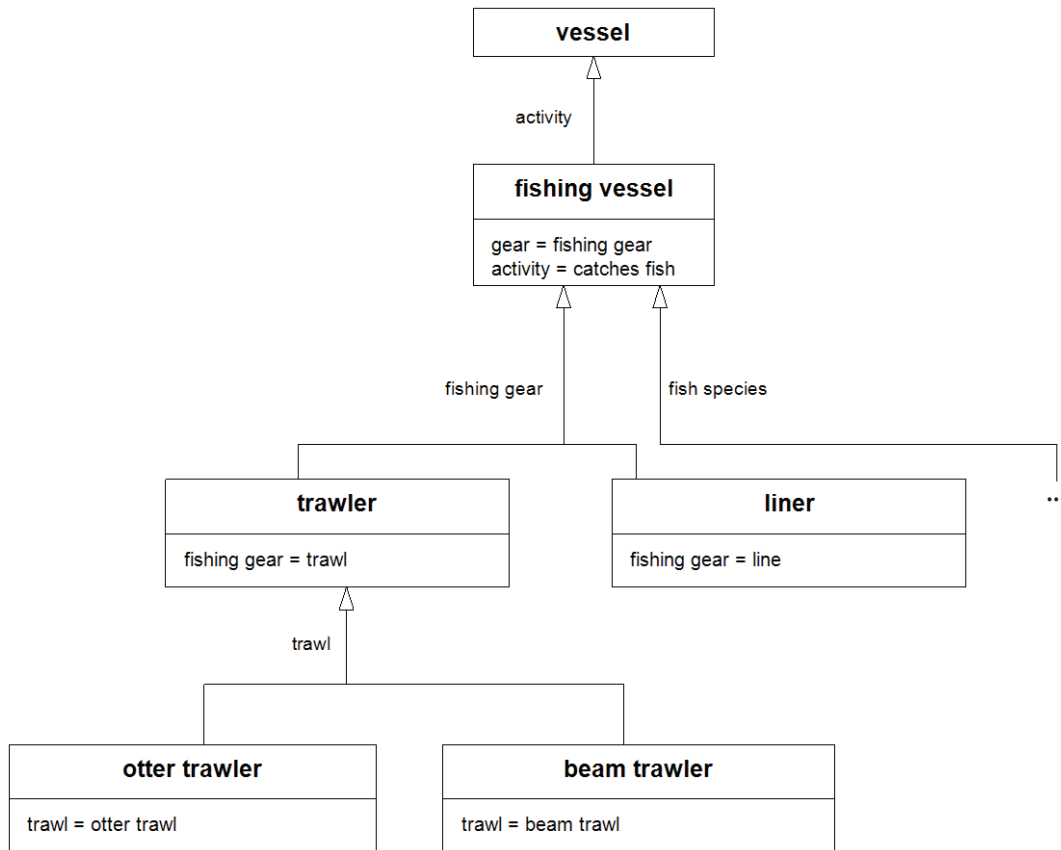 vessel
activity
fishing vessel
gear = fishing gear
activity = catches fish
fishing gear
fish species
trawler
fishing gear = trawl
liner
fishing gear = line
..
trawl
otter trawler
trawl = otter trawl
beam trawler
trawl = beam trawl